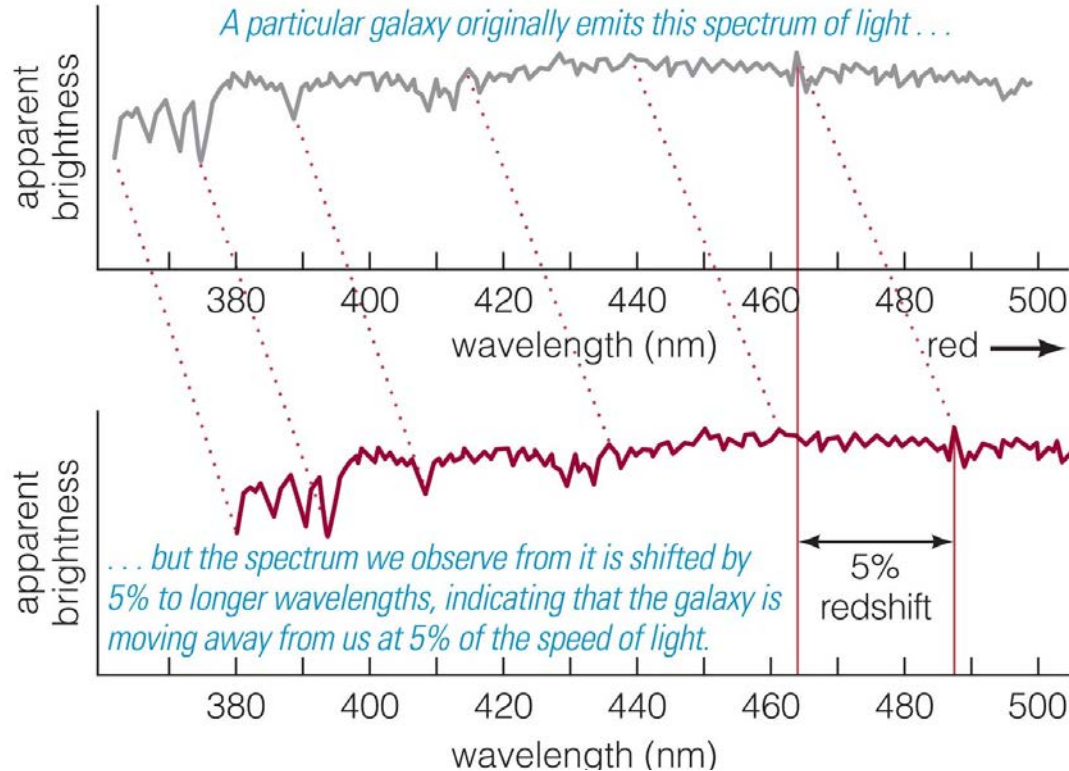 A particular galaxy originally emits this spectrum of light . . .
apparent
brightness
380 400 420 440 460 480 500
wavelength (nm)
red
apparent
brightness
. . . but the spectrum we observe from it is shifted by
5% to longer wavelengths, indicating that the galaxy is
moving away from us at 5% of the speed of light.
5%
redshift
380 400 420 440 460 480 500
wavelength (nm)